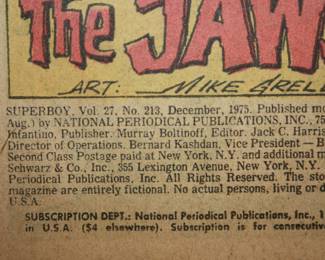 the JAWS
ART: MIKE GRELL
SUPERBOY, Vol. 27, No. 213, December, 1975. Published mo
Aug.) by NATIONAL PERIODICAL PUBLICATIONS, INC., 75
Infantino, Publisher. Murray Boltinoff, Editor. Jack C. Harris
Director of Operations. Bernard Kashdan, Vice President — B
Second Class Postage paid at New York, N.Y. and additional m
Schwarz & Co., Inc., 355 Lexington Avenue, New York, N.Y.
Periodical Publications, Inc. All Rights Reserved. The sto
magazine are entirely fictional. No actual persons, living or d
U.S.A.
SUBSCRIPTION DEPT.: National Periodical Publications, Inc., 1
in U.S.A. ($4 elsewhere). Subscription is for consecutive